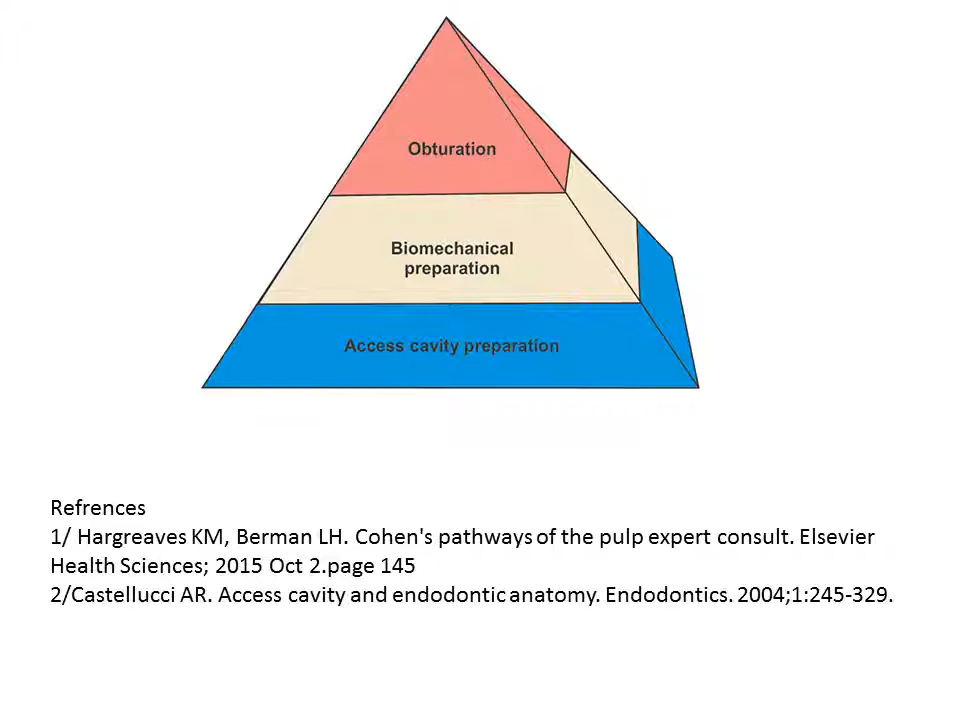 Obturation
Biomechanical
preparation
Access cavity preparation
Refrences
1/ Hargreaves KM, Berman LH. Cohen's pathways of the pulp expert consult. Elsevier
Health Sciences; 2015 Oct 2.page 145
2/Castellucci AR. Access cavity and endodontic anatomy. Endodontics. 2004;1:245-329.